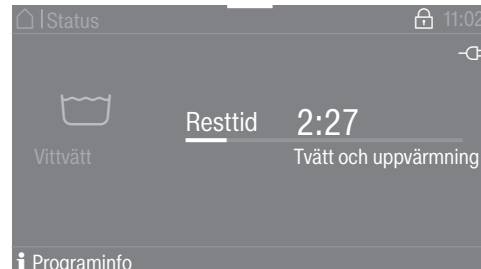 Status 11:02
Resttid 2:27
Vittvätt Tvätt och uppvärmning
i Programinfo